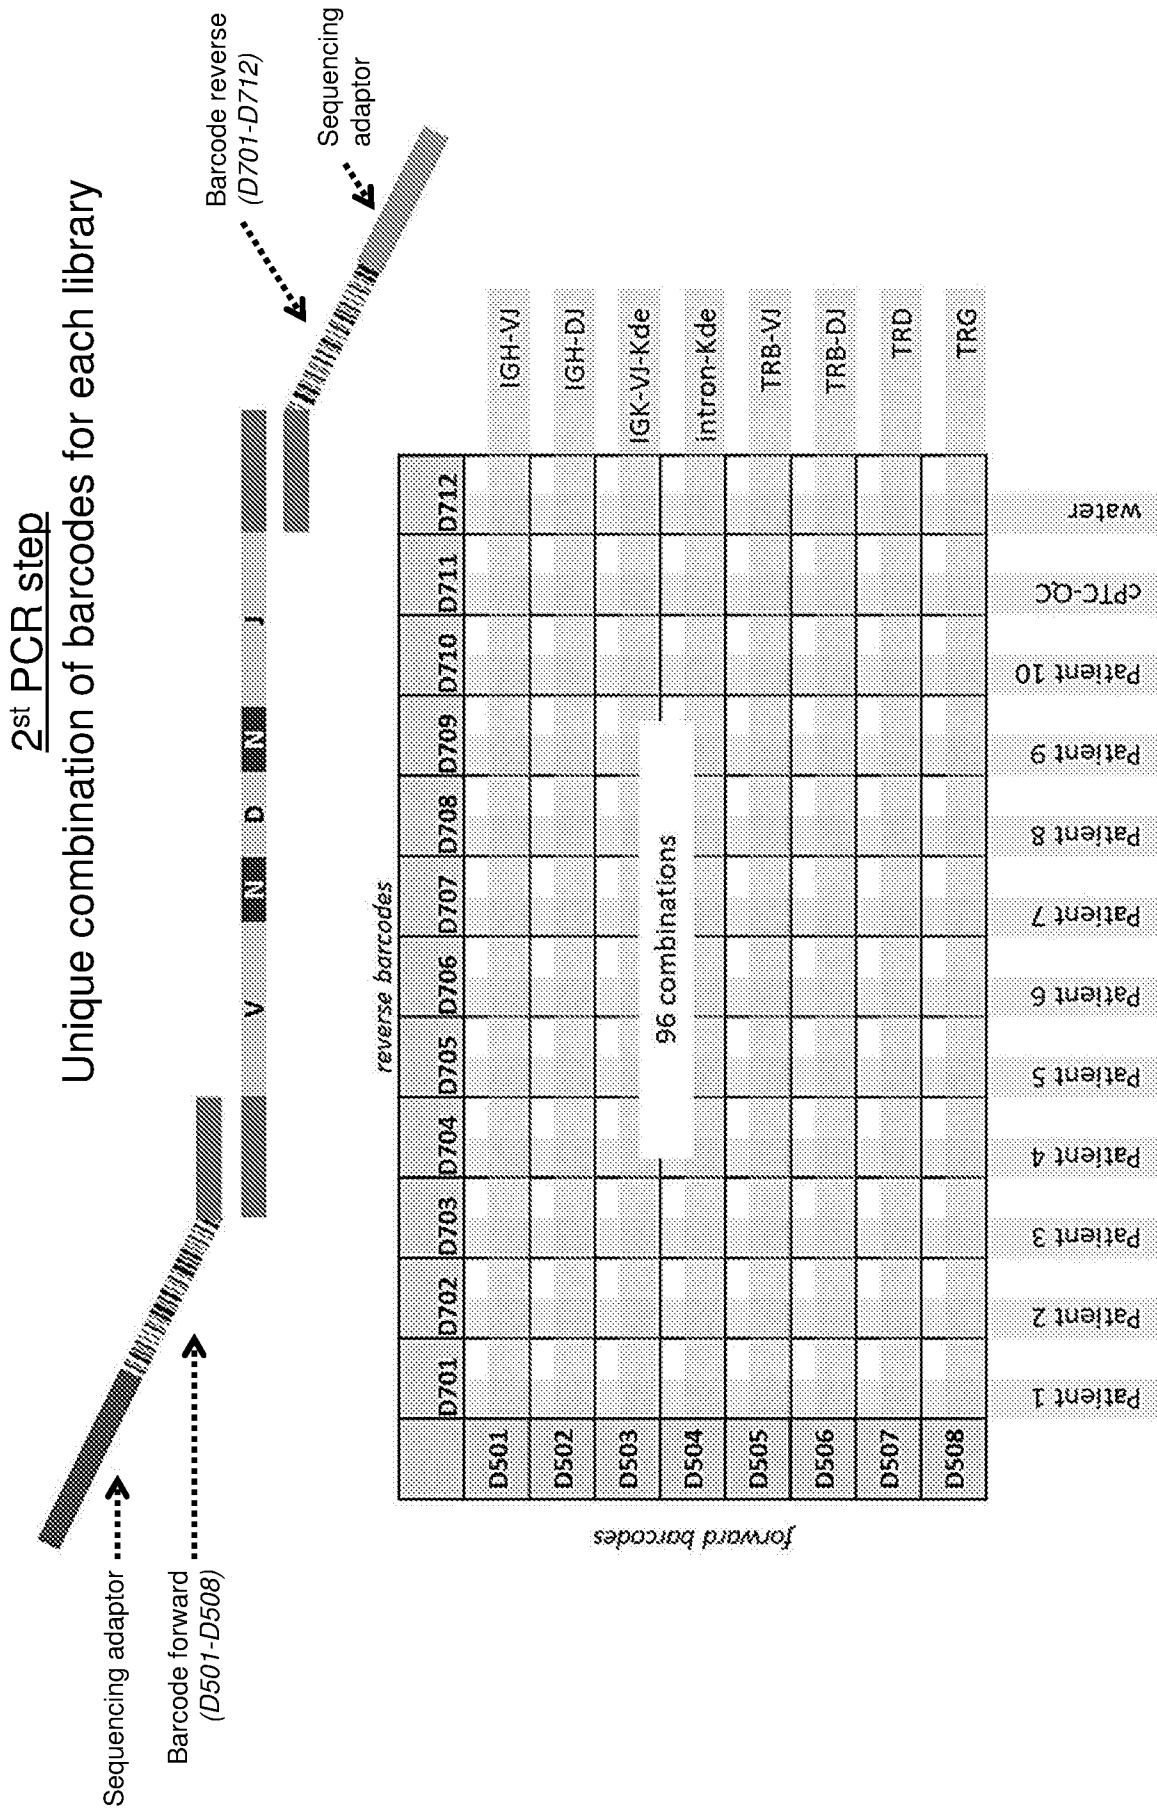 2st PCR step
Unique combination of barcodes for each library
Sequencing adaptor
Barcode forward
(D501-D508)
V N D N J
Barcode reverse
(D701-D712)
Sequencing
adaptor
reverse barcodes
D701 D702 D703 D704 D705 D706 D707 D708 D709 D710 D711 D712
forward barcodes
D501 IGH-VJ
D502 IGH-DJ
D503 IGK-VJ-Kde
96 combinations
D504 intron-Kde
D505 TRB-VJ
D506 TRB-DJ
D507 TRD
D508 TRG
Patient 1
Patient 2
Patient 3
Patient 4
Patient 5
Patient 6
Patient 7
Patient 8
Patient 9
Patient 10
cPTC-QC
water